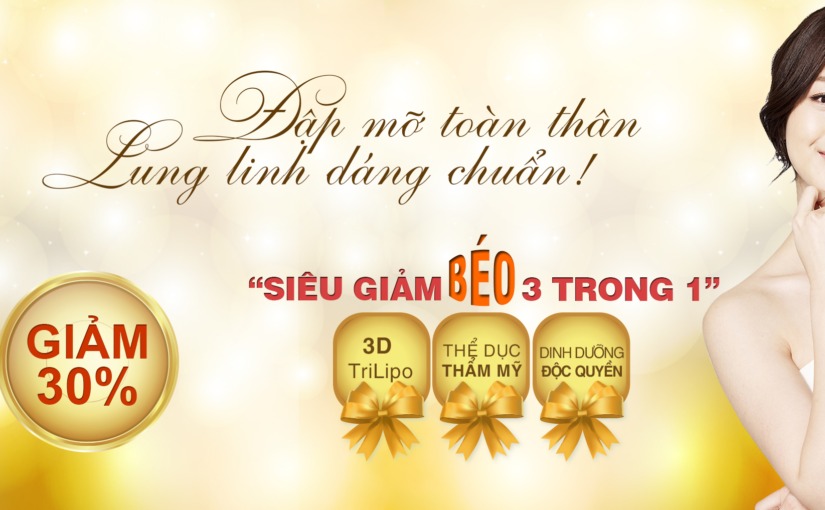 Đập mỡ toàn thân
Lung linh dáng chuẩn!
“SIÊU GIẢM BÉO 3 TRONG 1”
GIẢM
30%
3D
TriLipo
THỂ DỤC
THẨM MỸ
DINH DƯỠNG
ĐỘC QUYỀN